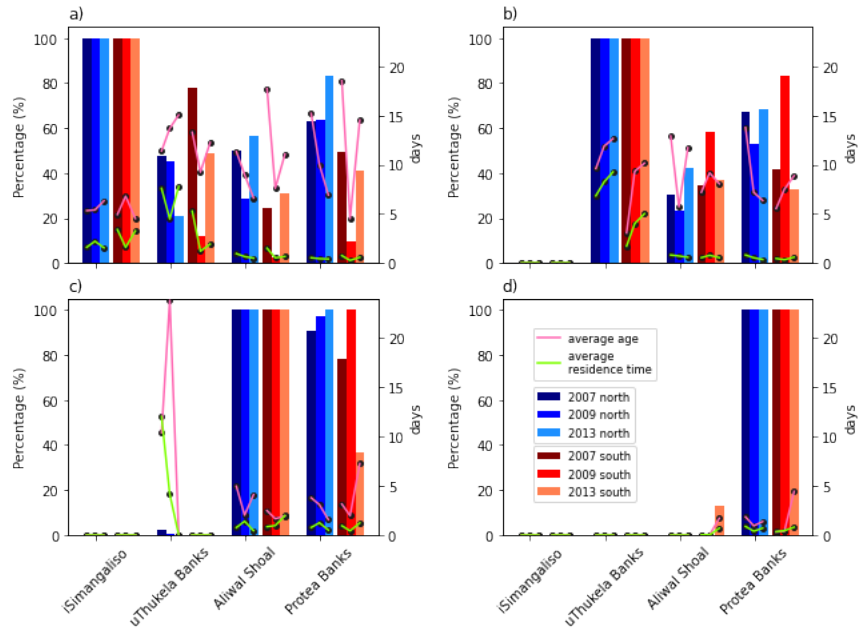 a)
100
80
60
40
20
0
Percentage (%)
20
15
10
5
0
days
b)
100
80
60
40
20
0
Percentage (%)
20
15
10
5
0
days
c)
100
80
60
40
20
0
Percentage (%)
20
15
10
5
0
days
iSimangaliso
uThukela Banks
Aliwal Shoal
Protea Banks
d)
100
80
60
40
20
0
Percentage (%)
average age
average
residence time
2007 north
2009 north
2013 north
2007 south
2009 south
2013 south
20
15
10
5
0
days
iSimangaliso
uThukela Banks
Aliwal Shoal
Protea Banks